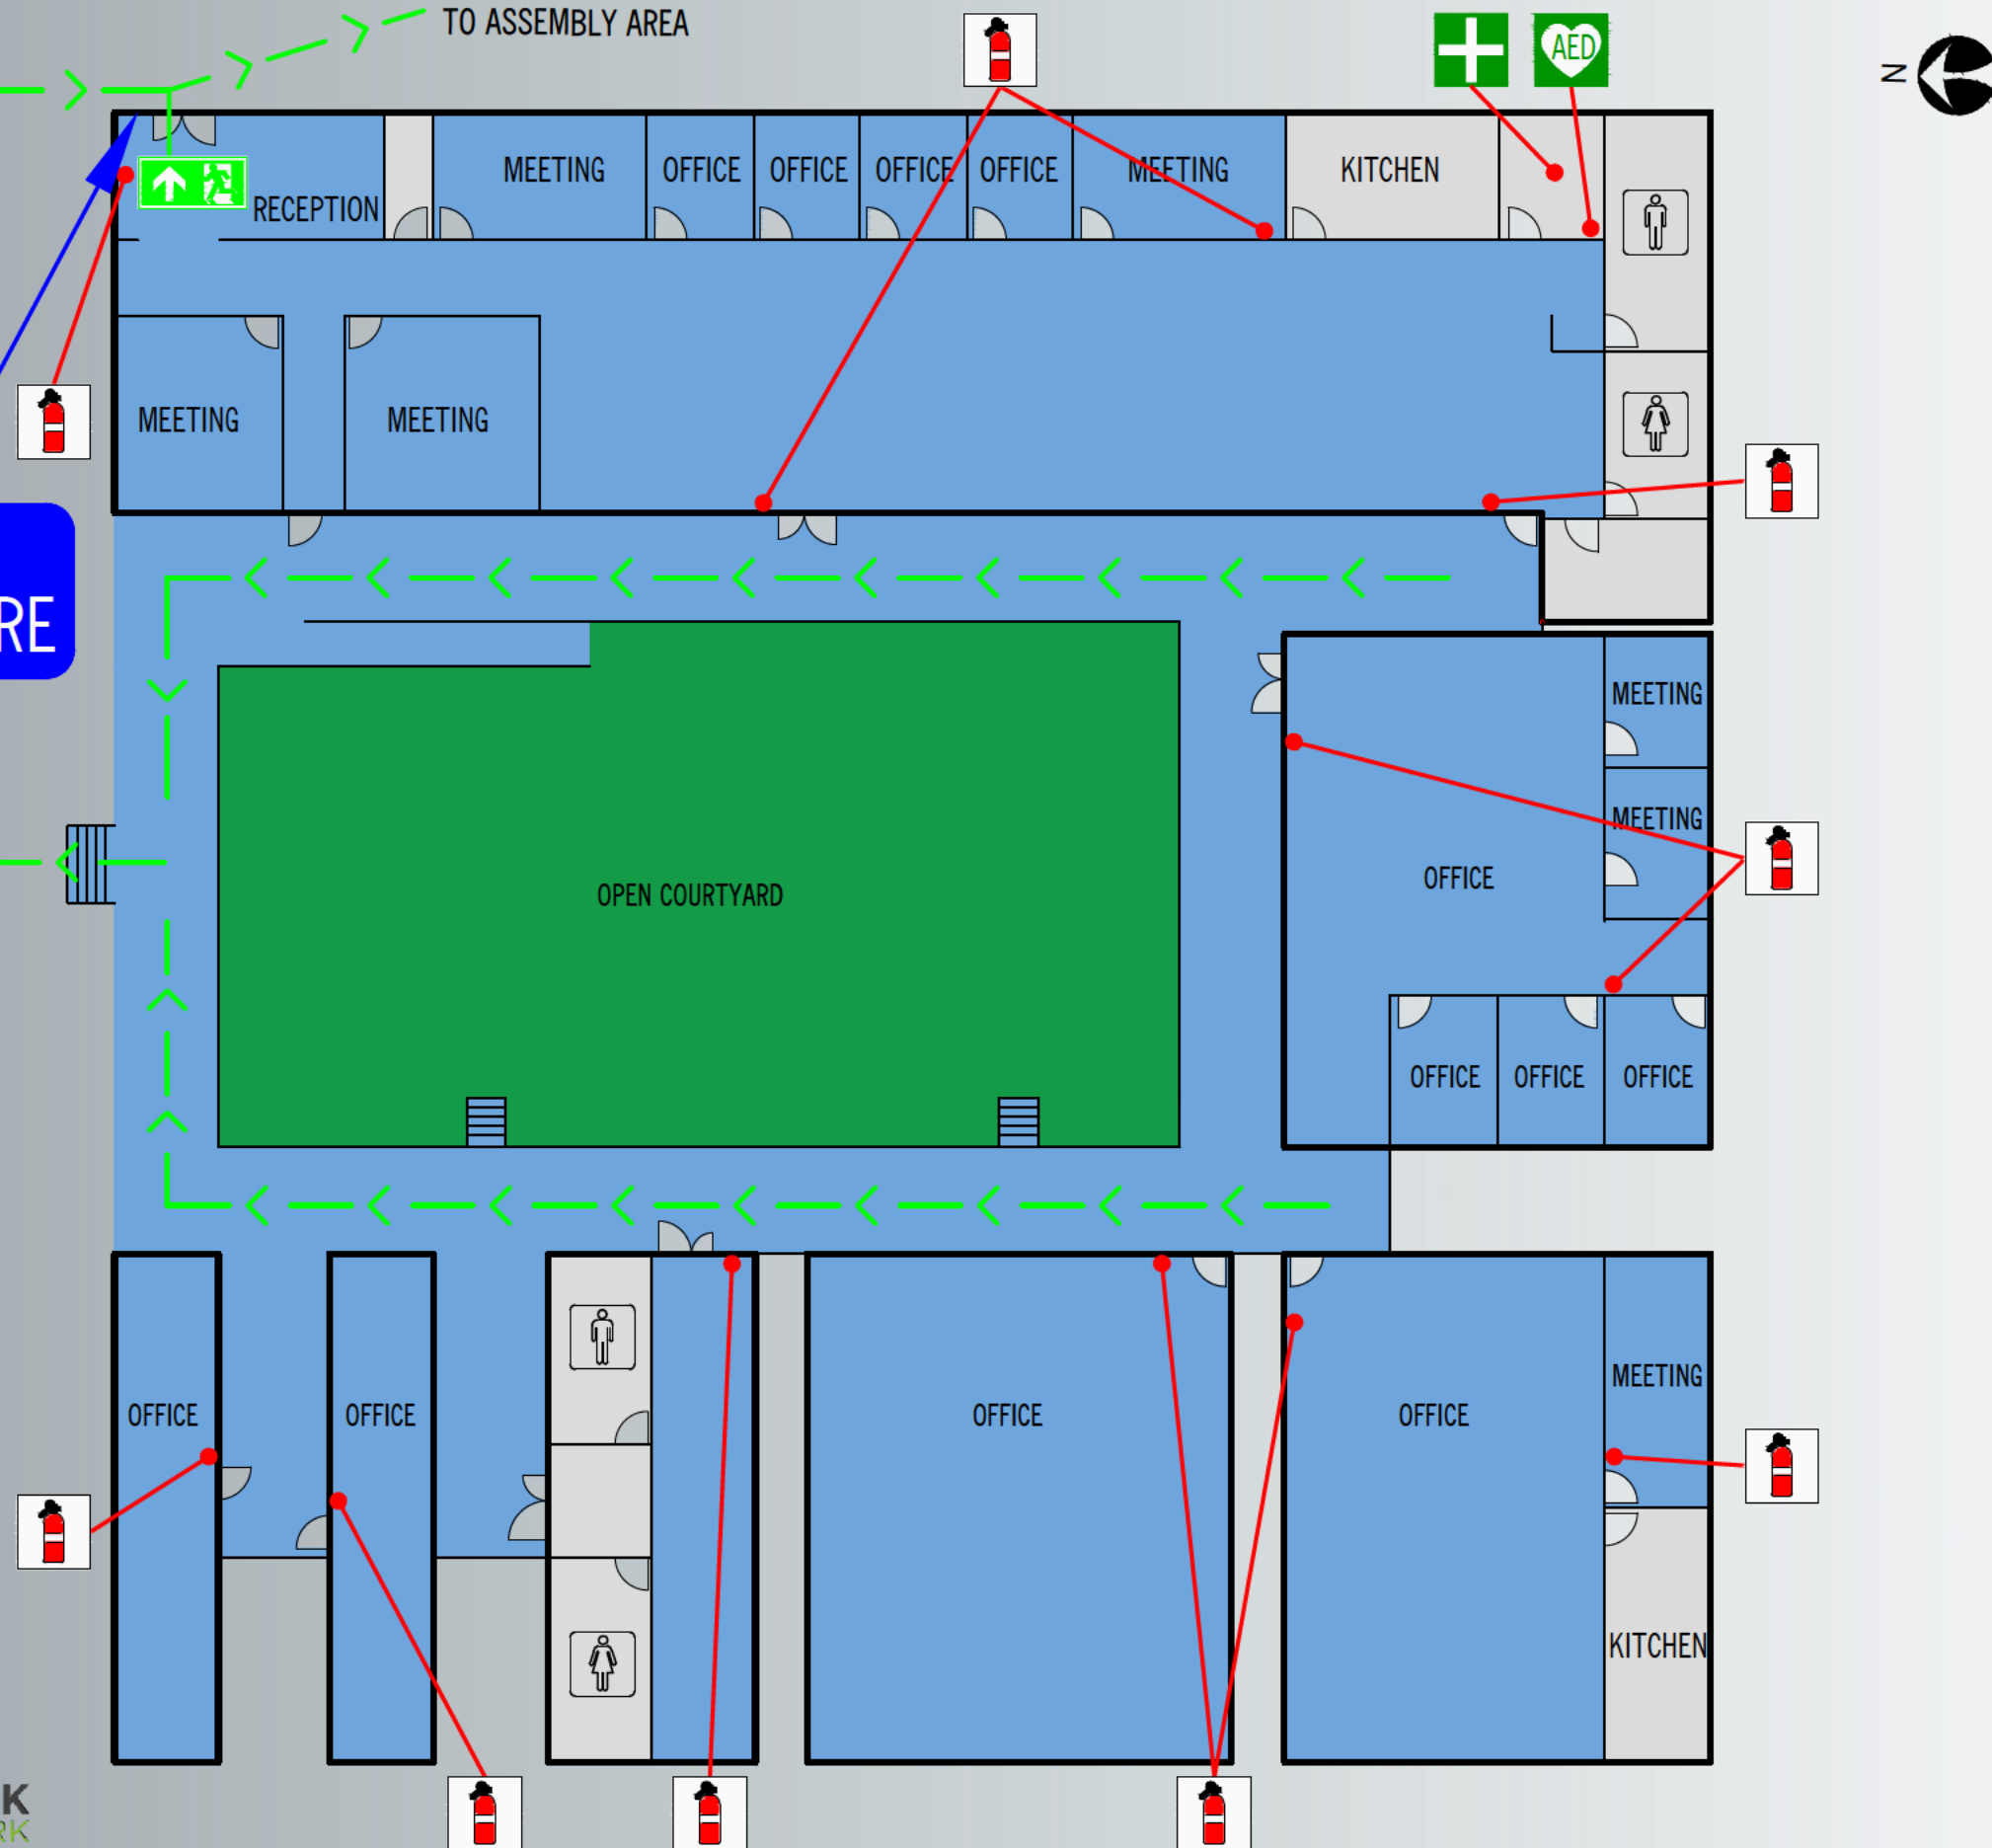 TO ASSEMBLY AREA
AED
N
MEETING
OFFICE
OFFICE
OFFICE
OFFICE
MEETING
KITCHEN
RECEPTION
MEETING
MEETING
RE
MEETING
MEETING
OFFICE
OPEN COURTYARD
OFFICE
OFFICE
OFFICE
MEETING
OFFICE
OFFICE
OFFICE
OFFICE
KITCHEN
K
RK